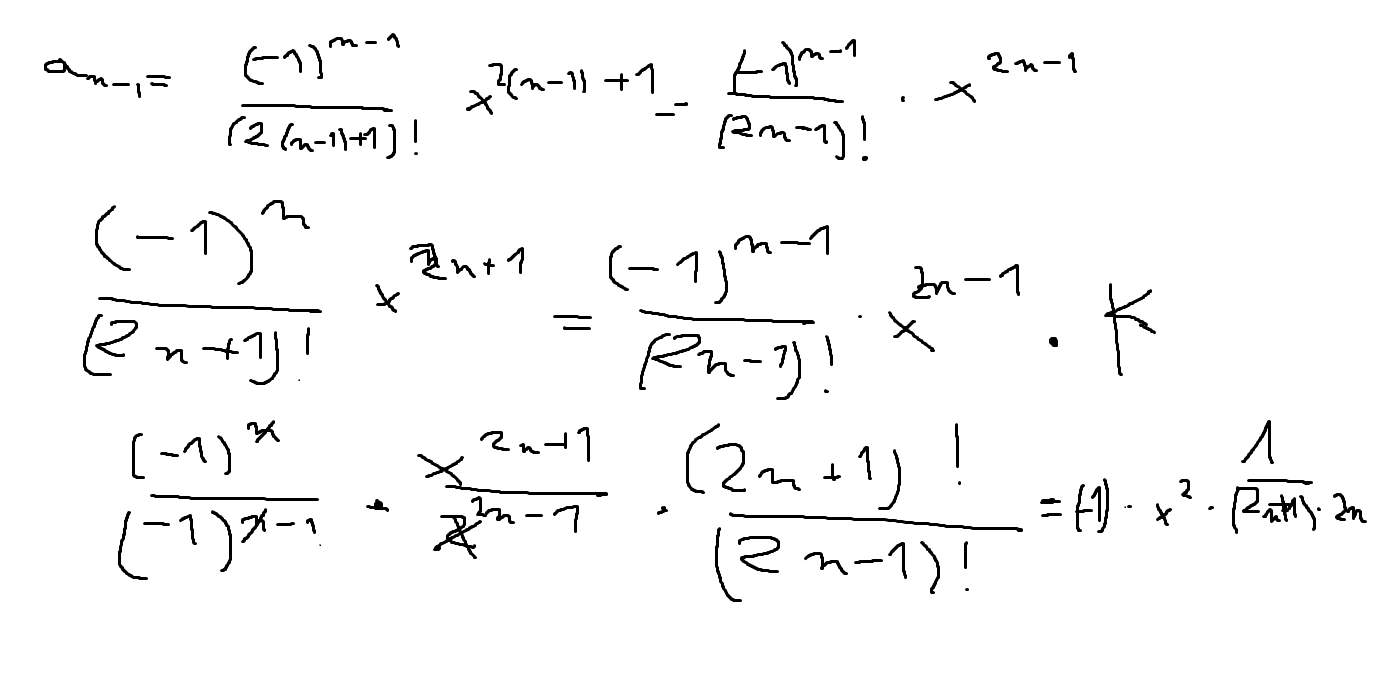 a_{n-1} = \frac{(-1)^{n-1}}{(2(n-1)+1)!} x^{2(n-1)+1} = \frac{(-1)^{n-1}}{(2n-1)!} \cdot x^{2n-1}
\frac{(-1)^n}{(2n+1)!} x^{2n+1} = \frac{(-1)^{n-1}}{(2n-1)!} \cdot x^{2n-1} \cdot K
\frac{(-1)^n}{(-1)^{n-1}} \cdot \frac{x^{2n+1}}{x^{2n-1}} \cdot \frac{(2n+1)!}{(2n-1)!} = (-1) \cdot x^2 \cdot \frac{1}{(2n+1) \cdot 2n}